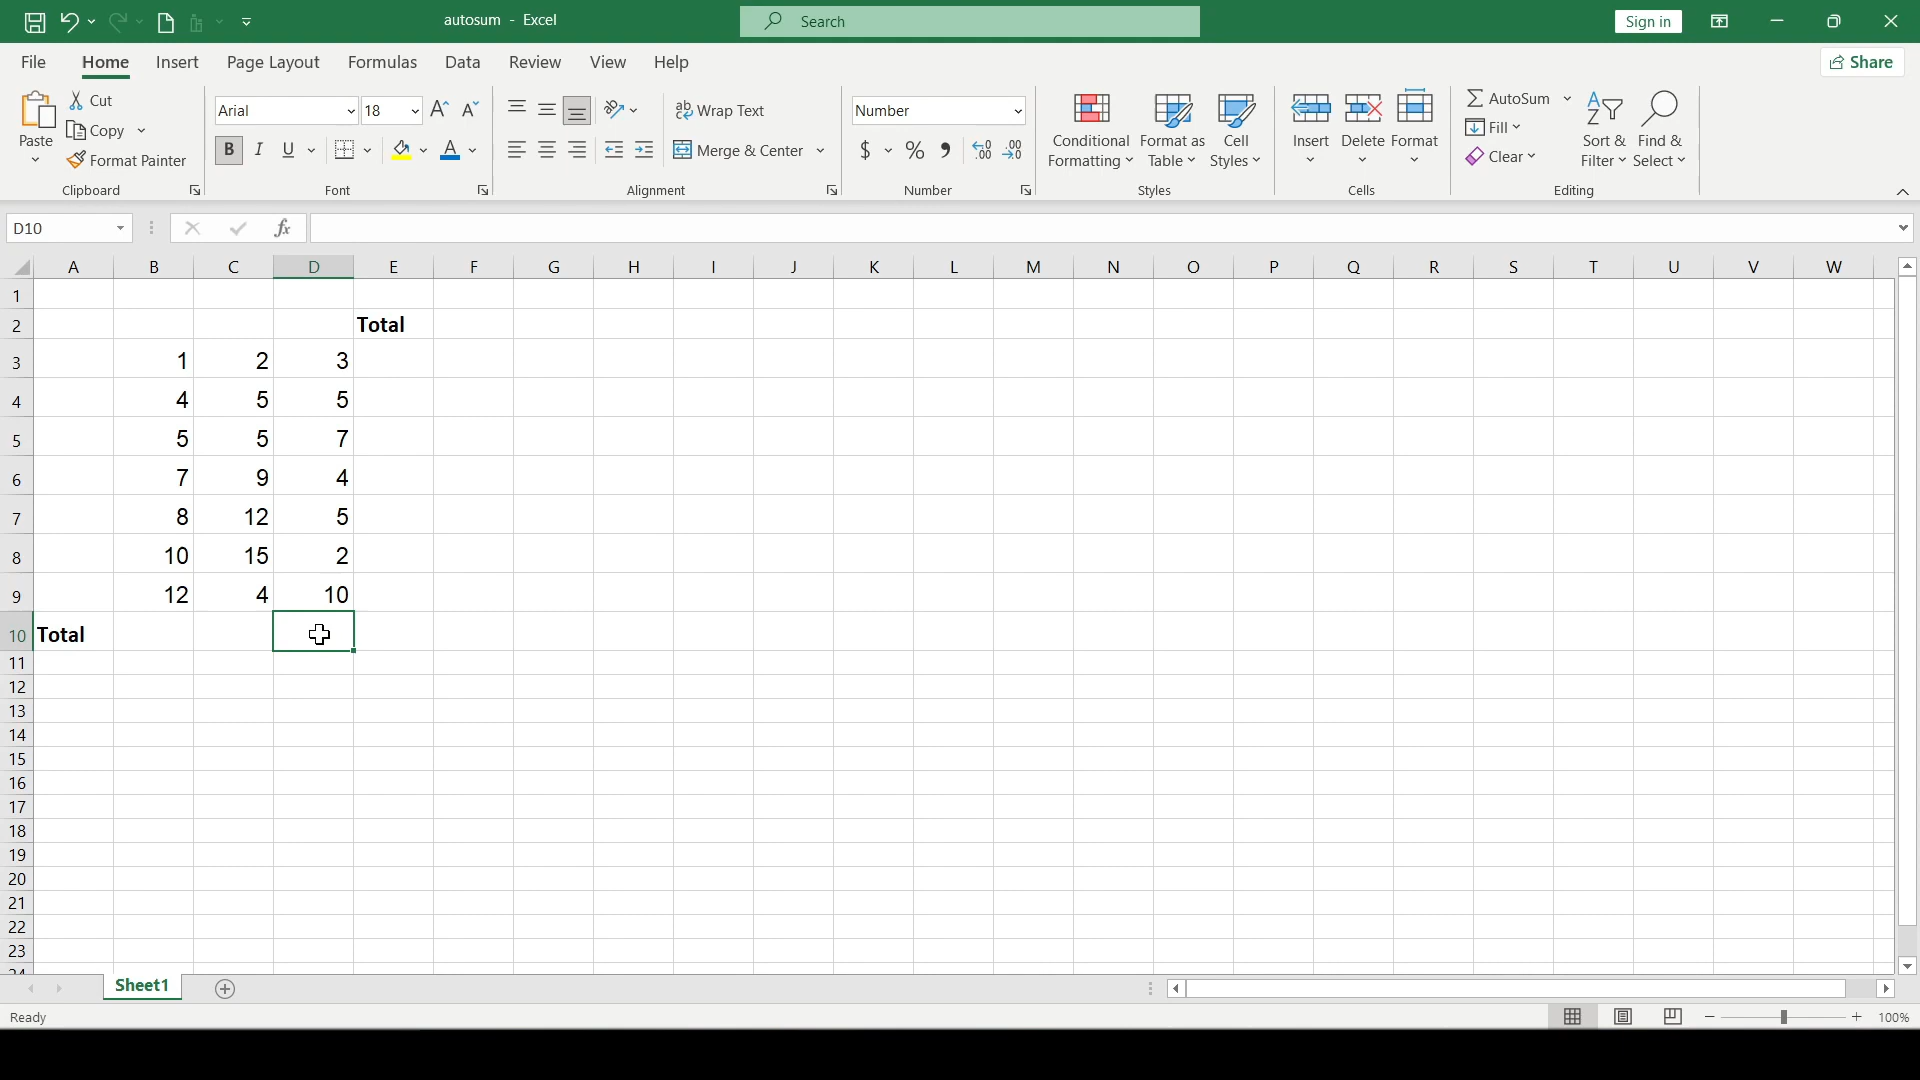 autosum - Excel
Search
Sign in
File Home Insert Page Layout Formulas Data Review View Help
Share
Paste
Cut
Copy
Format Painter
Clipboard
Arial 18
B I U A
Font
Wrap Text
Merge & Center
Alignment
Number
$ % ,
Number
Conditional Formatting
Format as Table
Cell Styles
Styles
Insert Delete Format
Cells
AutoSum
Fill
Clear
Sort & Filter
Find & Select
Editing
D10 fx
A B C D E F G H I J K L M N O P Q R S T U V W
1
2 Total
3 1 2 3
4 4 5 5
5 5 5 7
6 7 9 4
7 8 12 5
8 10 15 2
9 12 4 10
10 Total
11
12
13
14
15
16
17
18
19
20
21
22
23
24
Sheet1
Ready
100%